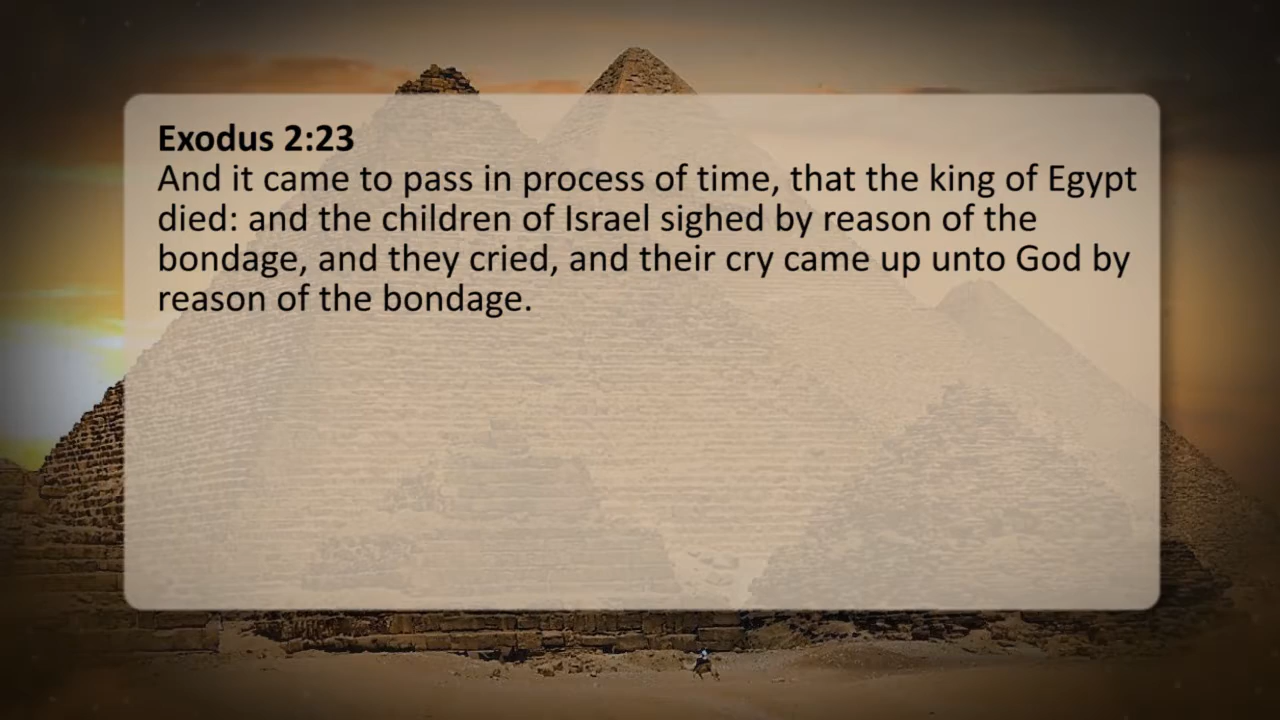 Exodus 2:23
And it came to pass in process of time, that the king of Egypt
died: and the children of Israel sighed by reason of the
bondage, and they cried, and their cry came up unto God by
reason of the bondage.